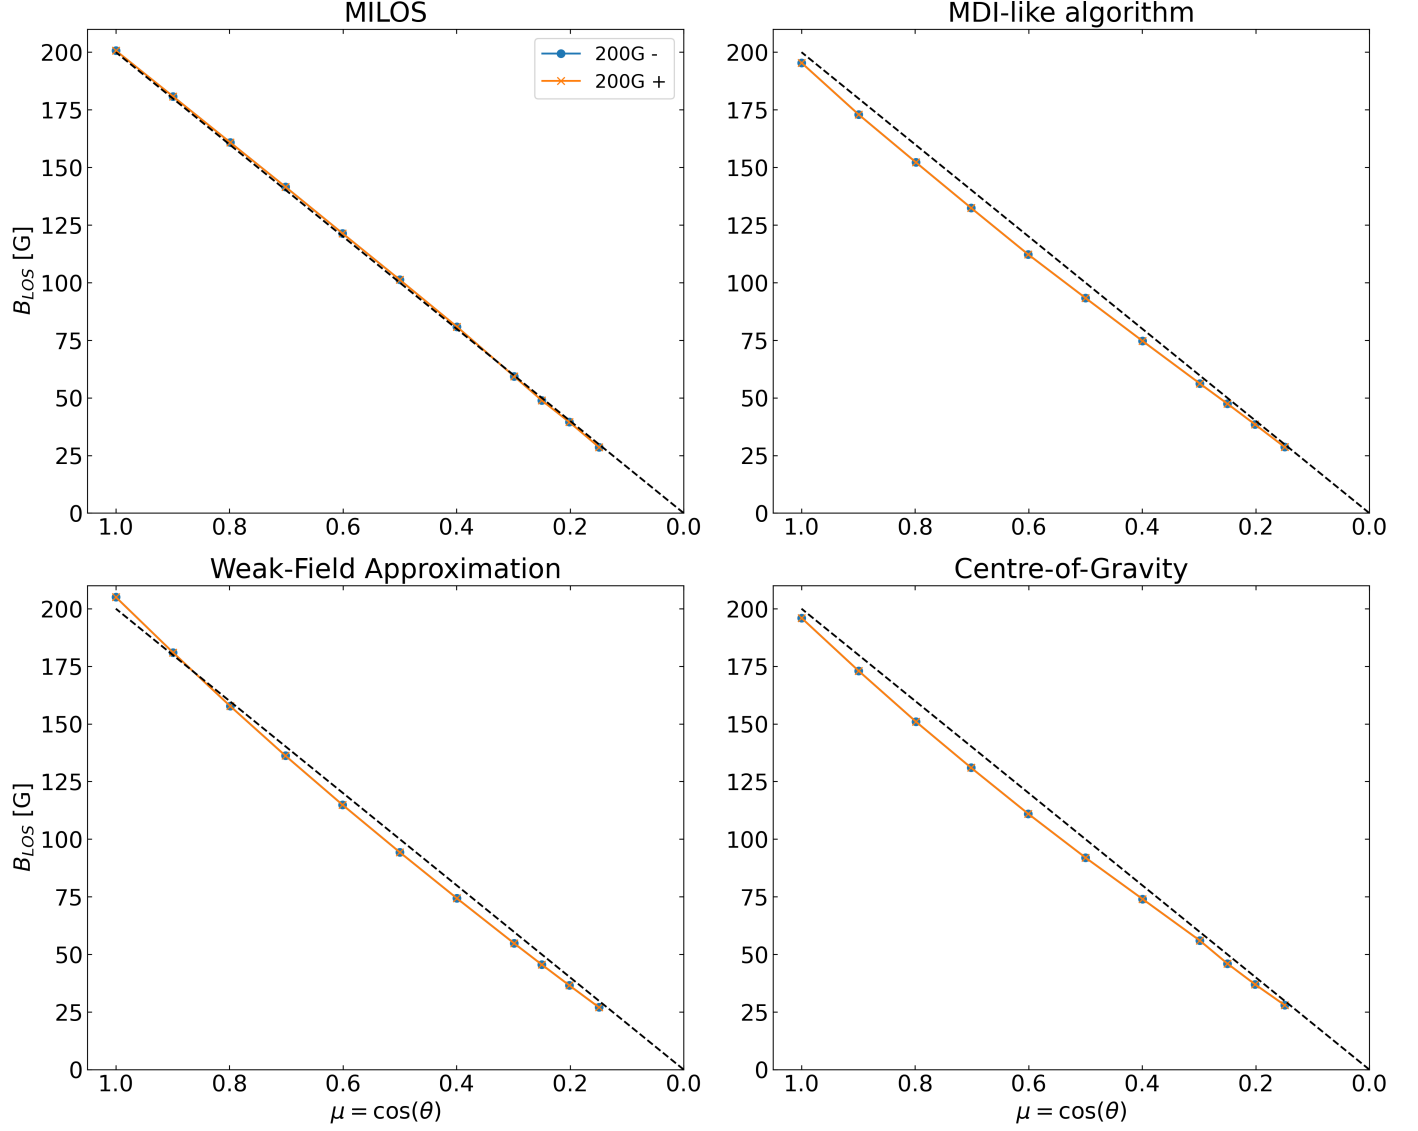 MILOS
200
175
150
125
100
75
50
25
0
B_LOS [G]
1.0 0.8 0.6 0.4 0.2 0.0
200G -
200G +
MDI-like algorithm
200
175
150
125
100
75
50
25
0
1.0 0.8 0.6 0.4 0.2 0.0
Weak-Field Approximation
200
175
150
125
100
75
50
25
0
B_LOS [G]
1.0 0.8 0.6 0.4 0.2 0.0
μ = cos(θ)
Centre-of-Gravity
200
175
150
125
100
75
50
25
0
1.0 0.8 0.6 0.4 0.2 0.0
μ = cos(θ)